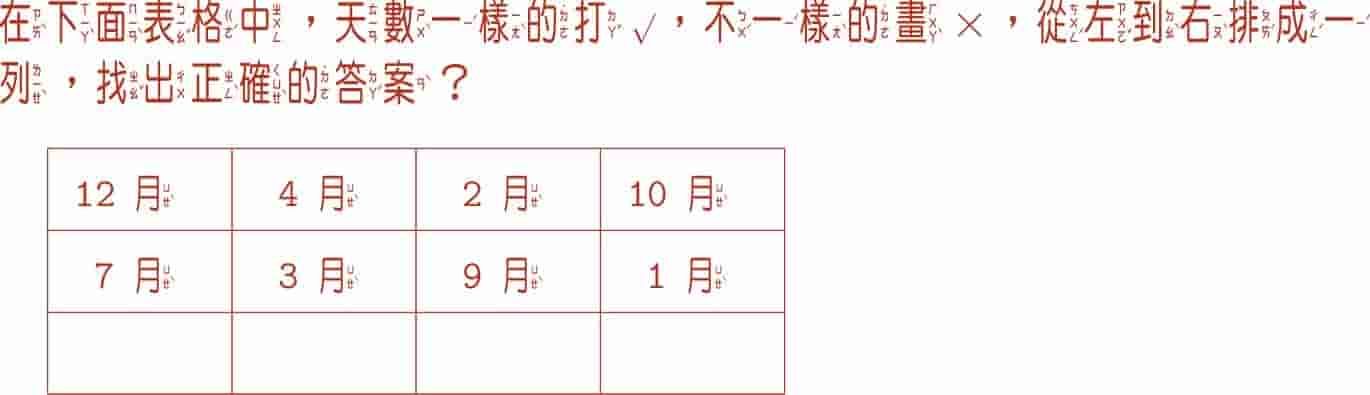 在下面表格中，天數一樣的打√，不一樣的畫×，從左到右排成一
列，找出正確的答案？
12 月 4 月 2 月 10 月
7 月 3 月 9 月 1 月